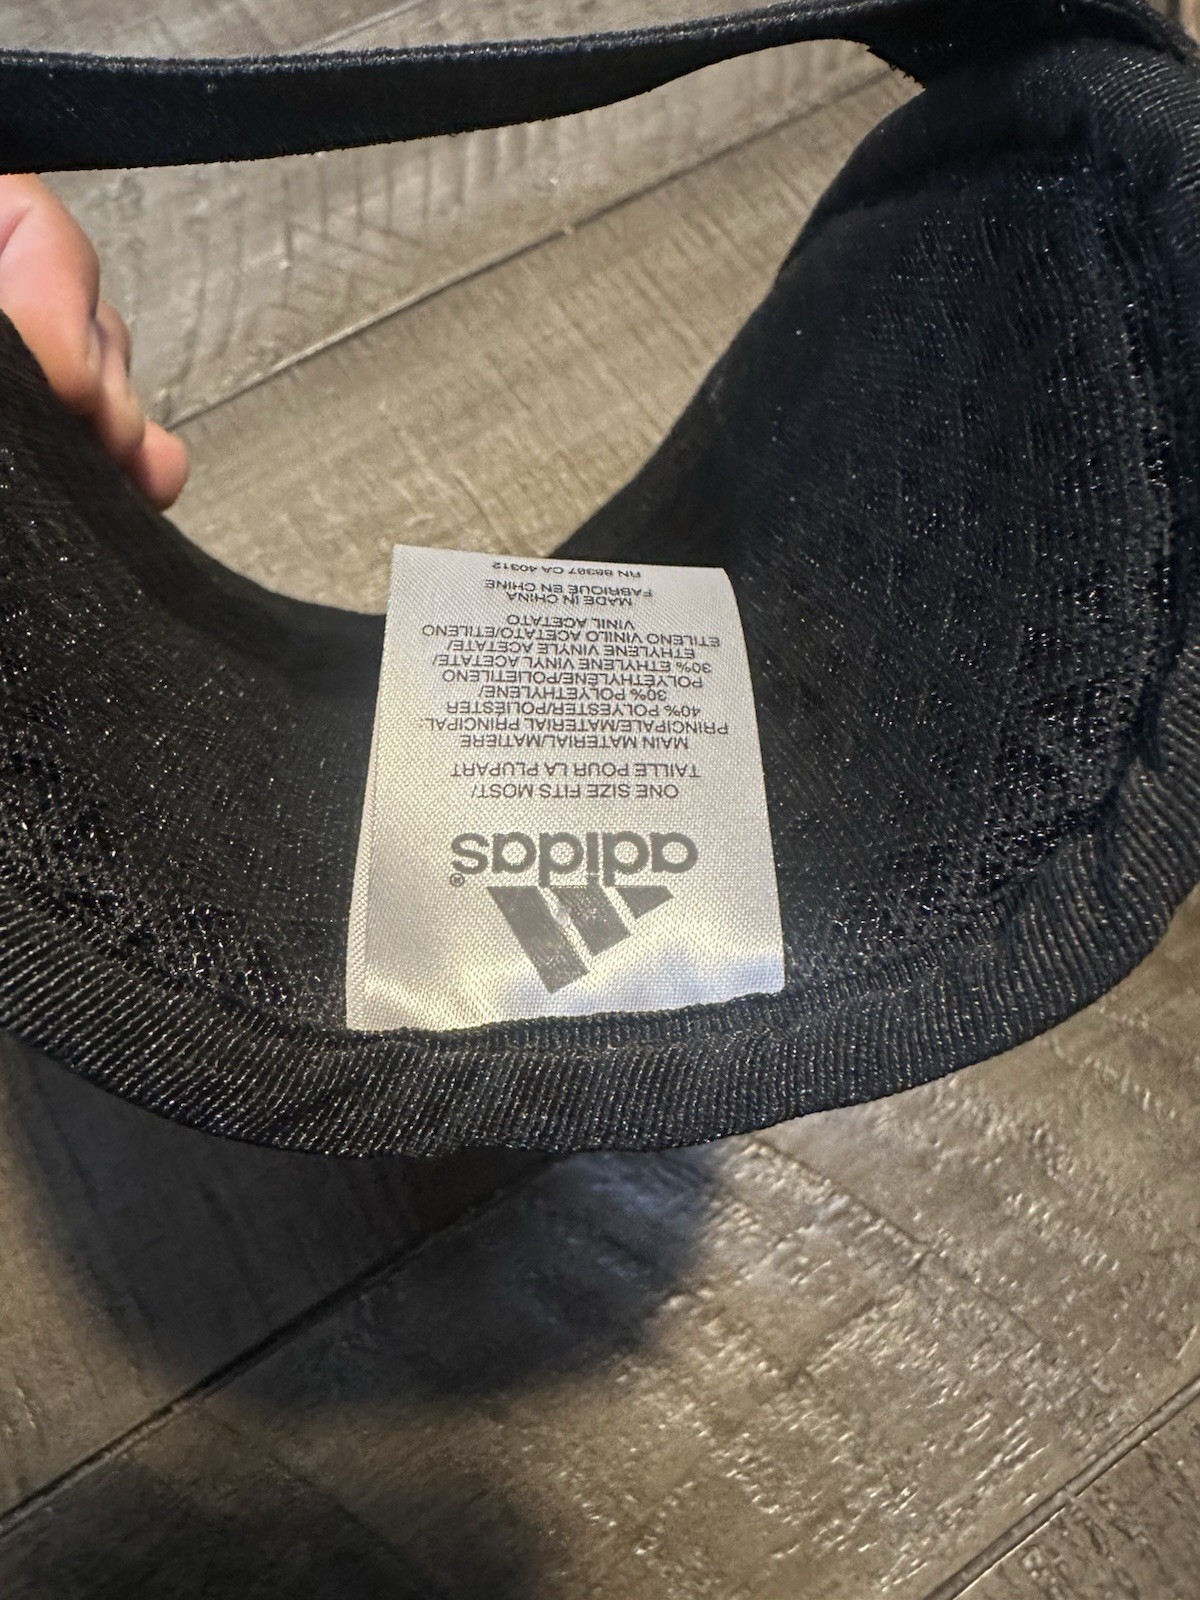 adidas®
ONE SIZE FITS MOST/
TAILLE POUR LA PLUPART
MAIN MATERIAL/MATIERE
PRINCIPALE/MATERIAL PRINCIPAL:
40% POLYESTER/POLIESTER
30% POLYETHYLENE/
POLYÉTHYLÈNE/POLIETILENO
30% ETHYLENE VINYL ACETATE/
ETHYLENE VINYLE ACETATE/
ETILENO VINILO ACETATO/ETILENO
VINIL ACETATO
MADE IN CHINA
FABRIQUÉ EN CHINE
RN 88387 CA 40312